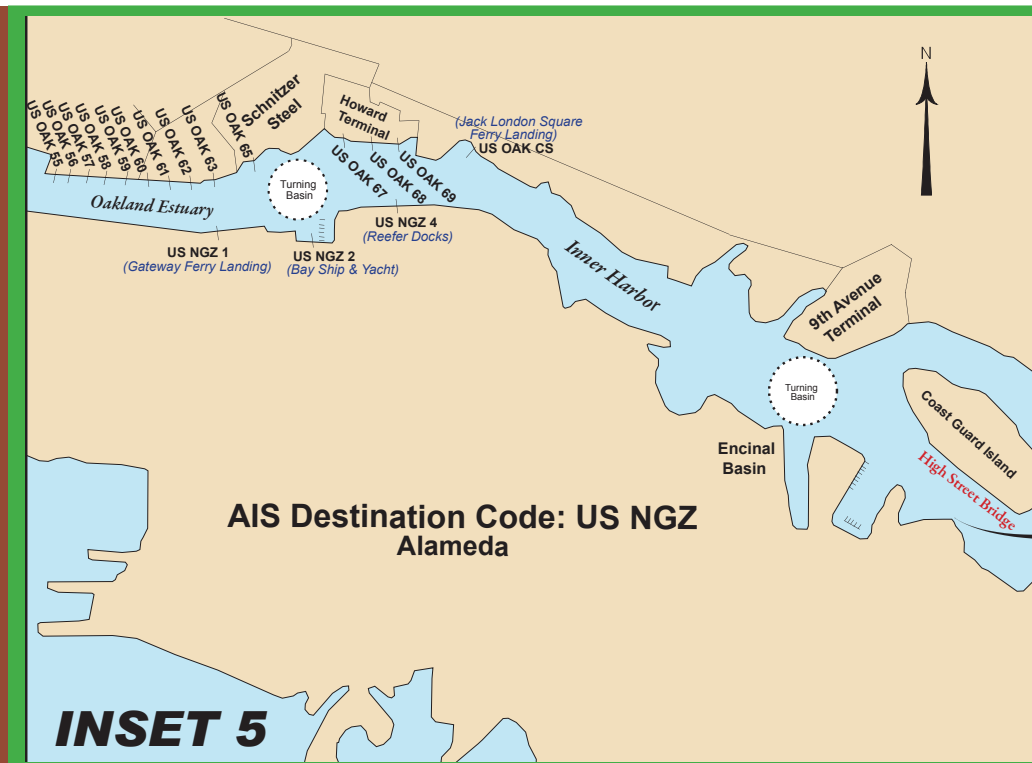 N
US OAK 55
US OAK 56
US OAK 57
US OAK 58
US OAK 59
US OAK 60
US OAK 61
US OAK 62
US OAK 63
US OAK 65
Schnitzer
Steel
Howard
Terminal
US OAK 67
US OAK 68
US OAK 69
(Jack London Square
Ferry Landing)
US OAK CS
Turning
Basin
Oakland Estuary
US NGZ 1
(Gateway Ferry Landing)
US NGZ 2
(Bay Ship & Yacht)
US NGZ 4
(Reefer Docks)
Inner Harbor
9th Avenue
Terminal
Turning
Basin
Coast Guard Island
High Street Bridge
Encinal
Basin
AIS Destination Code: US NGZ
Alameda
INSET 5